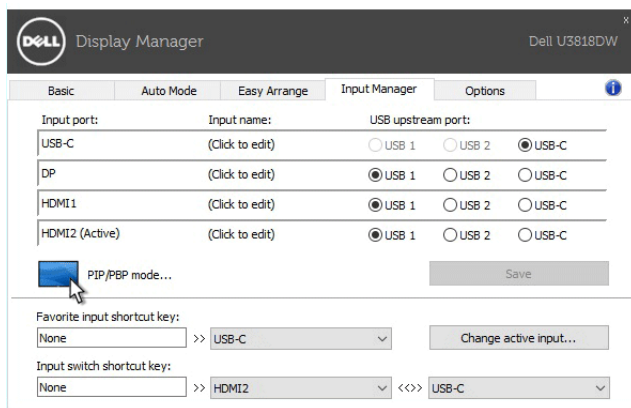 DELL Display Manager Dell U3818DW
x
Basic Auto Mode Easy Arrange Input Manager Options i
Input port: Input name: USB upstream port:
USB-C (Click to edit) USB 1 USB 2 USB-C
DP (Click to edit) USB 1 USB 2 USB-C
HDMI1 (Click to edit) USB 1 USB 2 USB-C
HDMI2 (Active) (Click to edit) USB 1 USB 2 USB-C
PIP/PBP mode... Save
Favorite input shortcut key:
None >> USB-C Change active input...
Input switch shortcut key:
None >> HDMI2 <<>> USB-C